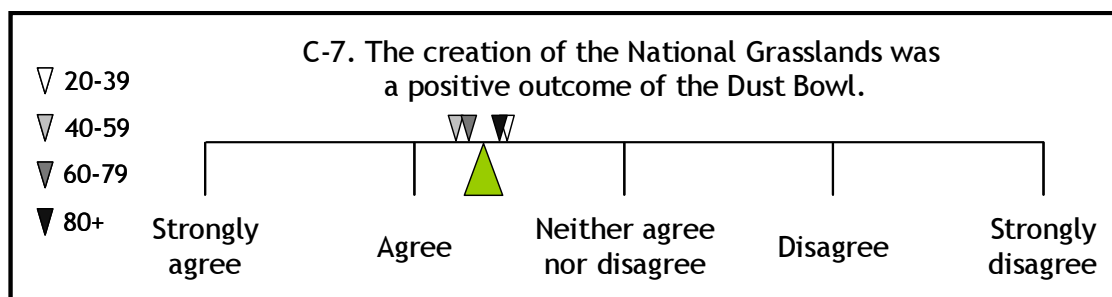 C-7. The creation of the National Grasslands was
a positive outcome of the Dust Bowl.
20-39
40-59
60-79
80+
Strongly
agree
Agree
Neither agree
nor disagree
Disagree
Strongly
disagree